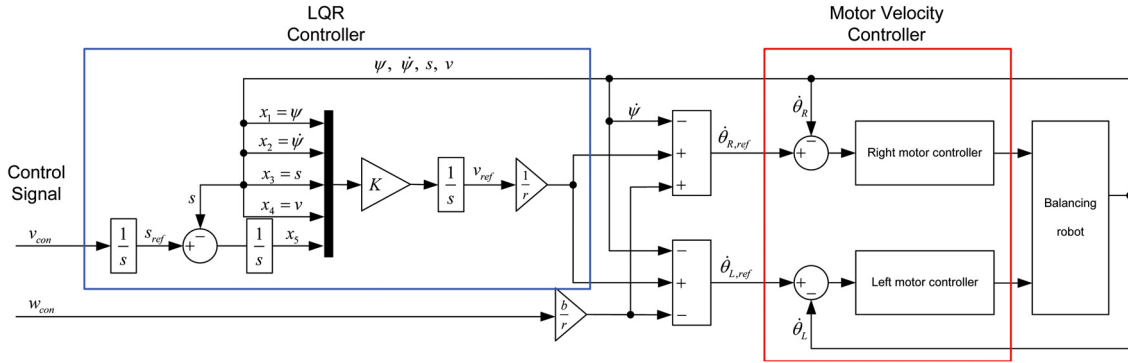 LQR
Controller
Motor Velocity
Controller
ψ, ψ̇, s, v
x₁ = ψ
x₂ = ψ̇
x₃ = s
x₄ = v
x₅
Control
Signal
v_con
1/s
s_ref
s
−
+
1/s
K
1/s
v_ref
1/r
w_con
b/r
ψ̇
−
+
+
θ̇_R,ref
−
+
−
θ̇_L,ref
θ̇_R
−
+
Right motor controller
+
−
θ̇_L
Left motor controller
Balancing
robot